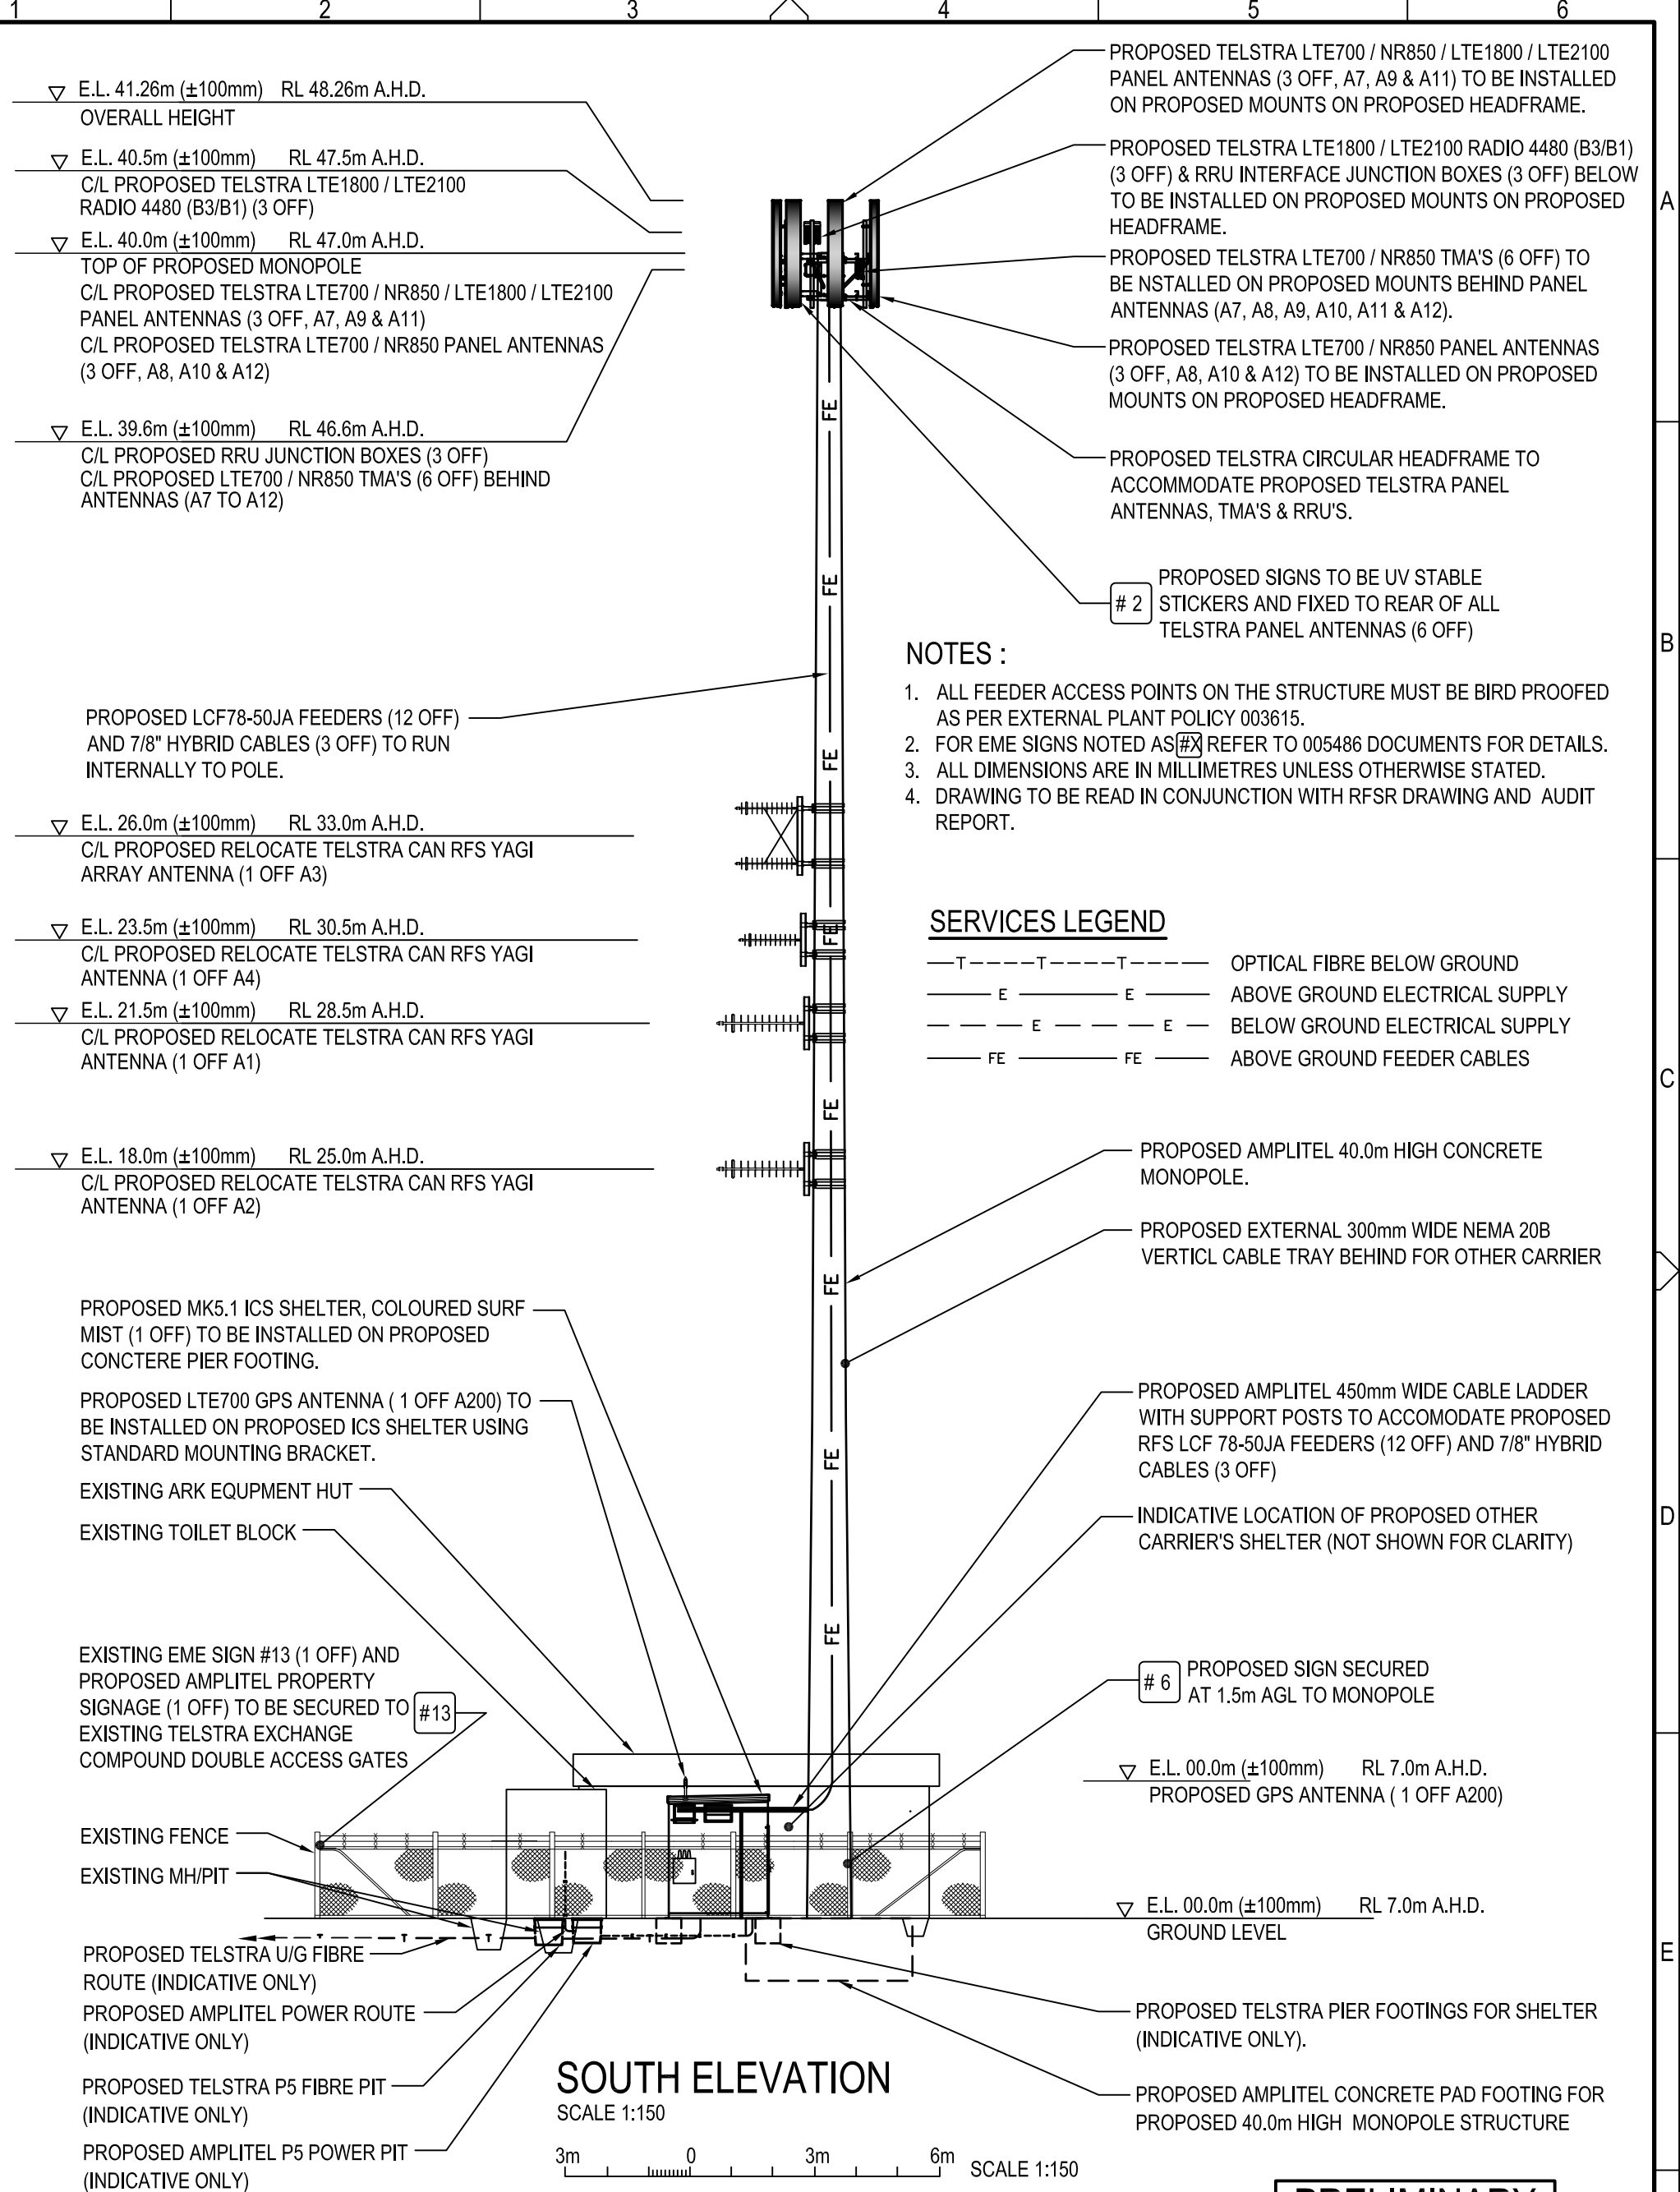 1 2 3 4 5 6
E.L. 41.26m (±100mm) RL 48.26m A.H.D.
OVERALL HEIGHT
E.L. 40.5m (±100mm) RL 47.5m A.H.D.
C/L PROPOSED TELSTRA LTE1800 / LTE2100
RADIO 4480 (B3/B1) (3 OFF)
E.L. 40.0m (±100mm) RL 47.0m A.H.D.
TOP OF PROPOSED MONOPOLE
C/L PROPOSED TELSTRA LTE700 / NR850 / LTE1800 / LTE2100
PANEL ANTENNAS (3 OFF, A7, A9 & A11)
C/L PROPOSED TELSTRA LTE700 / NR850 PANEL ANTENNAS
(3 OFF, A8, A10 & A12)
E.L. 39.6m (±100mm) RL 46.6m A.H.D.
C/L PROPOSED RRU JUNCTION BOXES (3 OFF)
C/L PROPOSED LTE700 / NR850 TMA'S (6 OFF) BEHIND
ANTENNAS (A7 TO A12)
PROPOSED LCF78-50JA FEEDERS (12 OFF)
AND 7/8" HYBRID CABLES (3 OFF) TO RUN
INTERNALLY TO POLE.
E.L. 26.0m (±100mm) RL 33.0m A.H.D.
C/L PROPOSED RELOCATE TELSTRA CAN RFS YAGI
ARRAY ANTENNA (1 OFF A3)
E.L. 23.5m (±100mm) RL 30.5m A.H.D.
C/L PROPOSED RELOCATE TELSTRA CAN RFS YAGI
ANTENNA (1 OFF A4)
E.L. 21.5m (±100mm) RL 28.5m A.H.D.
C/L PROPOSED RELOCATE TELSTRA CAN RFS YAGI
ANTENNA (1 OFF A1)
E.L. 18.0m (±100mm) RL 25.0m A.H.D.
C/L PROPOSED RELOCATE TELSTRA CAN RFS YAGI
ANTENNA (1 OFF A2)
PROPOSED MK5.1 ICS SHELTER, COLOURED SURF
MIST (1 OFF) TO BE INSTALLED ON PROPOSED
CONCTERE PIER FOOTING.
PROPOSED LTE700 GPS ANTENNA ( 1 OFF A200) TO
BE INSTALLED ON PROPOSED ICS SHELTER USING
STANDARD MOUNTING BRACKET.
EXISTING ARK EQUPMENT HUT
EXISTING TOILET BLOCK
EXISTING EME SIGN #13 (1 OFF) AND
PROPOSED AMPLITEL PROPERTY
SIGNAGE (1 OFF) TO BE SECURED TO
EXISTING TELSTRA EXCHANGE
COMPOUND DOUBLE ACCESS GATES
#13
EXISTING FENCE
EXISTING MH/PIT
PROPOSED TELSTRA U/G FIBRE
ROUTE (INDICATIVE ONLY)
PROPOSED AMPLITEL POWER ROUTE
(INDICATIVE ONLY)
PROPOSED TELSTRA P5 FIBRE PIT
(INDICATIVE ONLY)
PROPOSED AMPLITEL P5 POWER PIT
(INDICATIVE ONLY)
FE
FE
FE
FE
FE
FE
FE
FE
T T T
PROPOSED TELSTRA LTE700 / NR850 / LTE1800 / LTE2100
PANEL ANTENNAS (3 OFF, A7, A9 & A11) TO BE INSTALLED
ON PROPOSED MOUNTS ON PROPOSED HEADFRAME.
PROPOSED TELSTRA LTE1800 / LTE2100 RADIO 4480 (B3/B1)
(3 OFF) & RRU INTERFACE JUNCTION BOXES (3 OFF) BELOW
TO BE INSTALLED ON PROPOSED MOUNTS ON PROPOSED
HEADFRAME.
PROPOSED TELSTRA LTE700 / NR850 TMA'S (6 OFF) TO
BE NSTALLED ON PROPOSED MOUNTS BEHIND PANEL
ANTENNAS (A7, A8, A9, A10, A11 & A12).
PROPOSED TELSTRA LTE700 / NR850 PANEL ANTENNAS
(3 OFF, A8, A10 & A12) TO BE INSTALLED ON PROPOSED
MOUNTS ON PROPOSED HEADFRAME.
PROPOSED TELSTRA CIRCULAR HEADFRAME TO
ACCOMMODATE PROPOSED TELSTRA PANEL
ANTENNAS, TMA'S & RRU'S.
# 2
PROPOSED SIGNS TO BE UV STABLE
STICKERS AND FIXED TO REAR OF ALL
TELSTRA PANEL ANTENNAS (6 OFF)
NOTES :
1. ALL FEEDER ACCESS POINTS ON THE STRUCTURE MUST BE BIRD PROOFED
AS PER EXTERNAL PLANT POLICY 003615.
2. FOR EME SIGNS NOTED AS #X REFER TO 005486 DOCUMENTS FOR DETAILS.
3. ALL DIMENSIONS ARE IN MILLIMETRES UNLESS OTHERWISE STATED.
4. DRAWING TO BE READ IN CONJUNCTION WITH RFSR DRAWING AND AUDIT
REPORT.
SERVICES LEGEND
T T T OPTICAL FIBRE BELOW GROUND
E E ABOVE GROUND ELECTRICAL SUPPLY
E E BELOW GROUND ELECTRICAL SUPPLY
FE FE ABOVE GROUND FEEDER CABLES
PROPOSED AMPLITEL 40.0m HIGH CONCRETE
MONOPOLE.
PROPOSED EXTERNAL 300mm WIDE NEMA 20B
VERTICL CABLE TRAY BEHIND FOR OTHER CARRIER
PROPOSED AMPLITEL 450mm WIDE CABLE LADDER
WITH SUPPORT POSTS TO ACCOMODATE PROPOSED
RFS LCF 78-50JA FEEDERS (12 OFF) AND 7/8" HYBRID
CABLES (3 OFF)
INDICATIVE LOCATION OF PROPOSED OTHER
CARRIER'S SHELTER (NOT SHOWN FOR CLARITY)
# 6
PROPOSED SIGN SECURED
AT 1.5m AGL TO MONOPOLE
E.L. 00.0m (±100mm) RL 7.0m A.H.D.
PROPOSED GPS ANTENNA ( 1 OFF A200)
E.L. 00.0m (±100mm) RL 7.0m A.H.D.
GROUND LEVEL
PROPOSED TELSTRA PIER FOOTINGS FOR SHELTER
(INDICATIVE ONLY).
PROPOSED AMPLITEL CONCRETE PAD FOOTING FOR
PROPOSED 40.0m HIGH MONOPOLE STRUCTURE
A
B
C
D
E
SOUTH ELEVATION
SCALE 1:150
3m 0 3m 6m SCALE 1:150
PRELIMINARY